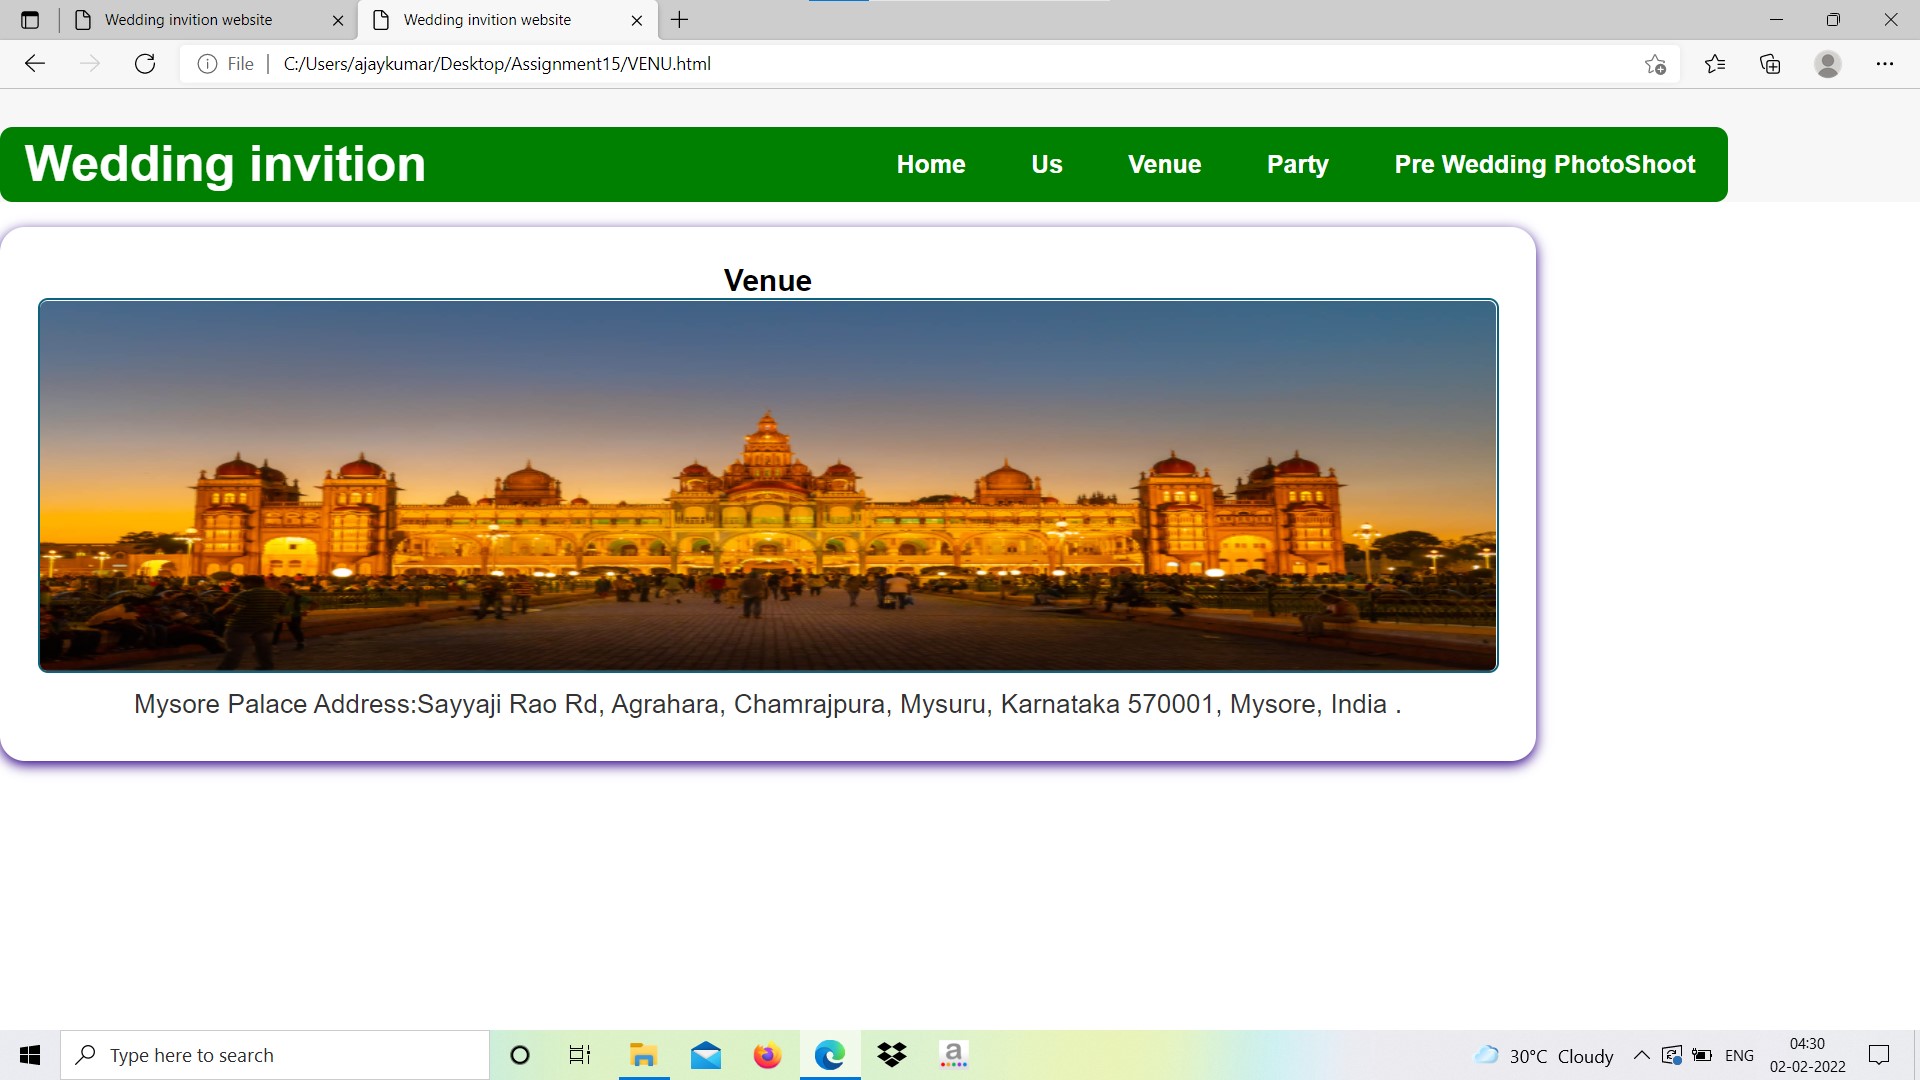 Wedding invition website
Wedding invition website
File
C:/Users/ajaykumar/Desktop/Assignment15/VENU.html
Wedding invition
Home
Us
Venue
Party
Pre Wedding PhotoShoot
Venue
Mysore Palace Address:Sayyaji Rao Rd, Agrahara, Chamrajpura, Mysuru, Karnataka 570001, Mysore, India .
Type here to search
a
30°C Cloudy
ENG
04:30
02-02-2022